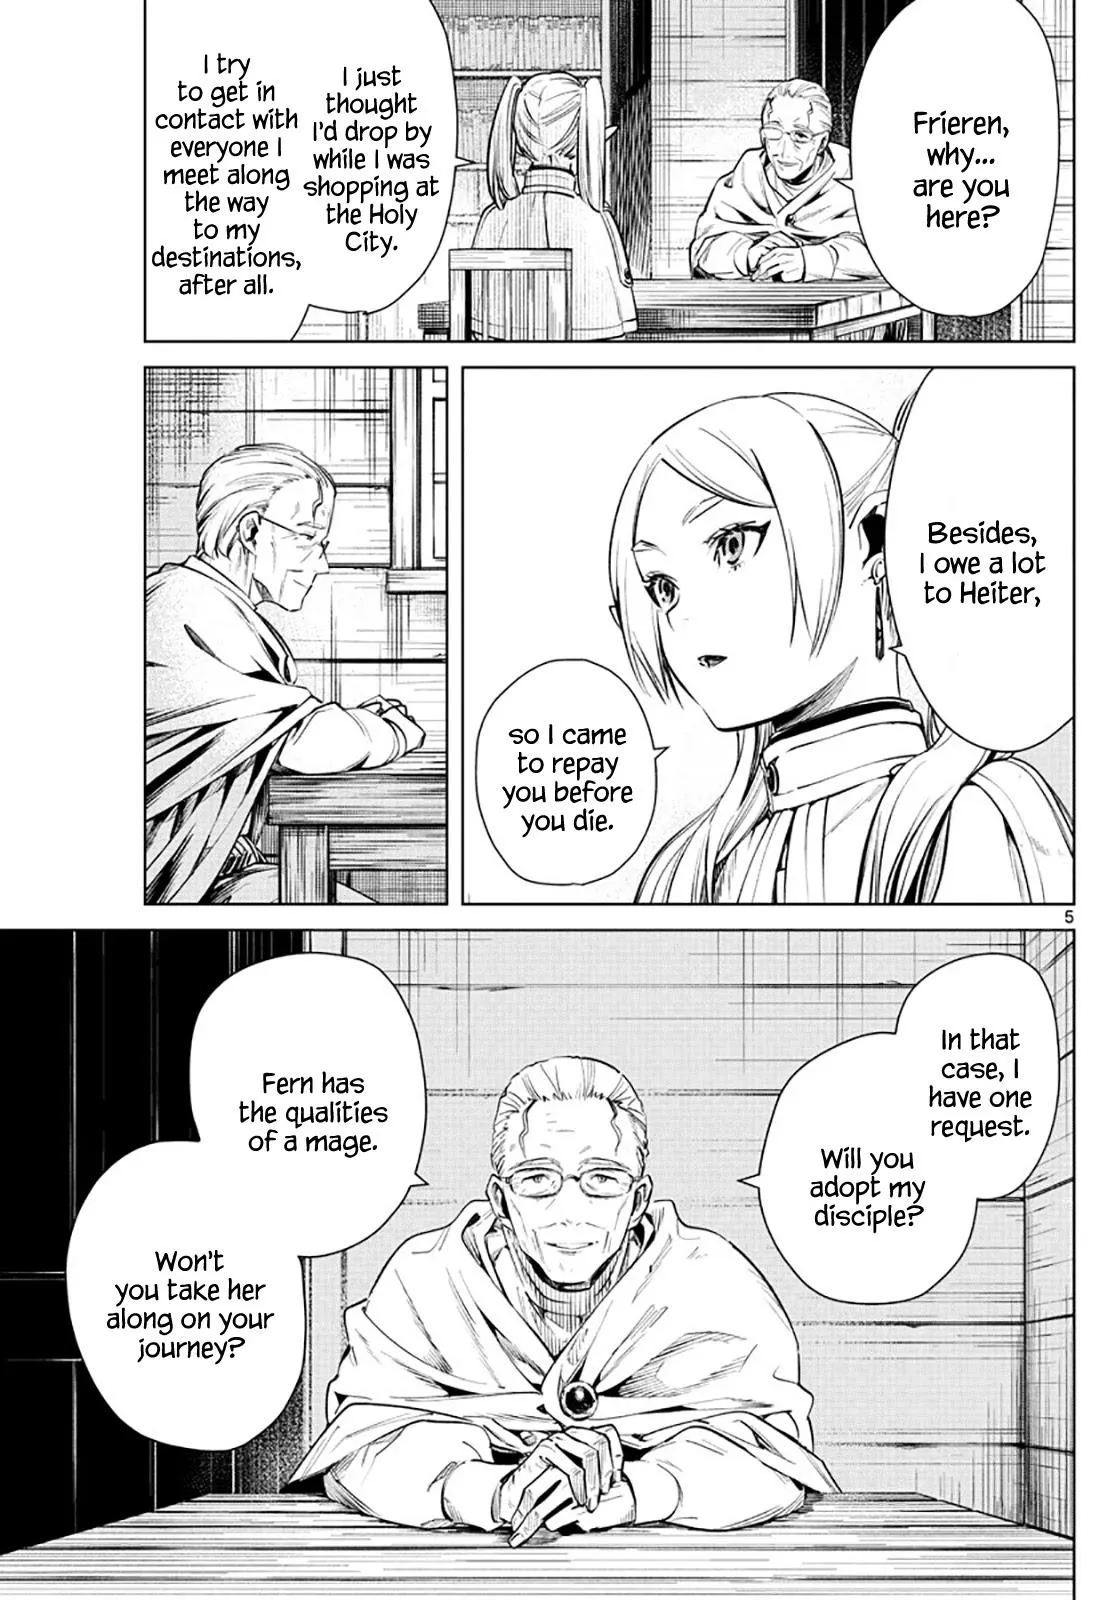 Frieren,
why...
are you
here?
I just
thought
I'd drop by
while I was
shopping at
the Holy
City.
I try
to get in
contact with
everyone I
meet along
the way
to my
destinations,
after all.
Besides,
I owe a lot
to Heiter,
so I came
to repay
you before
you die.
5
In that
case, I
have one
request.
Will you
adopt my
disciple?
Fern has
the qualities
of a mage.
Won't
you take her
along on your
journey?